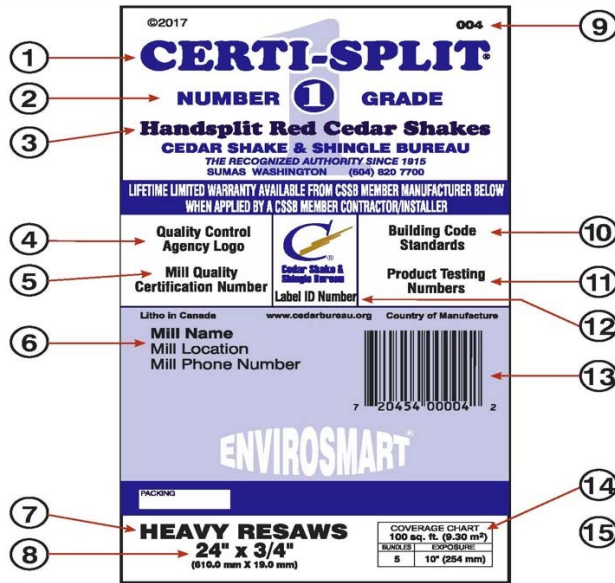 ©2017
004
9
1
CERTI-SPLIT®
2
NUMBER 1 GRADE
3
Handsplit Red Cedar Shakes
CEDAR SHAKE & SHINGLE BUREAU
THE RECOGNIZED AUTHORITY SINCE 1915
SUMAS WASHINGTON (604) 820 7700
LIFETIME LIMITED WARRANTY AVAILABLE FROM CSSB MEMBER MANUFACTURER BELOW
WHEN APPLIED BY A CSSB MEMBER CONTRACTOR/INSTALLER
4
Quality Control
Agency Logo
5
Mill Quality
Certification Number
C®
Cedar Shake &
Shingle Bureau
Label ID Number
Building Code
Standards
10
Product Testing
Numbers
11
12
Litho in Canada www.cedarbureau.org Country of Manufacture
6
Mill Name
Mill Location
Mill Phone Number
13
7 20454 00004 2
ENVIROSMART®
PACKING
7
HEAVY RESAWS
8
24" x 3/4"
(610.0 mm X 19.0 mm)
14
COVERAGE CHART
100 sq. ft. (9.30 m²)
BUNDLES EXPOSURE
5 10" (254 mm)
15